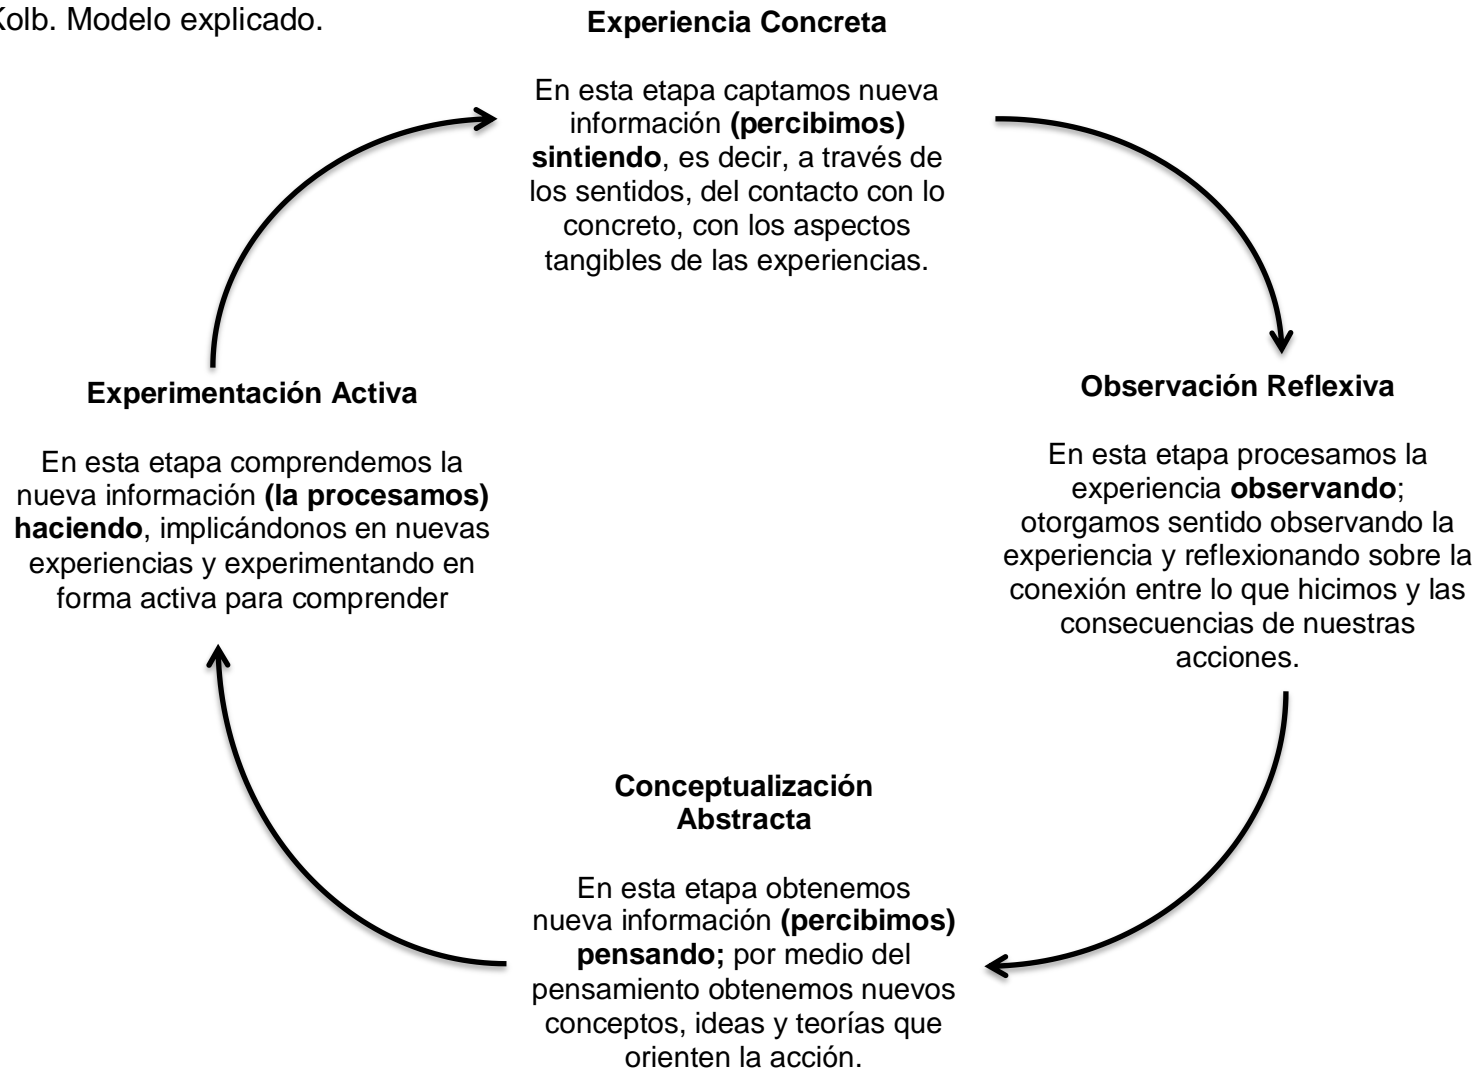 Kolb. Modelo explicado.
Experiencia Concreta
En esta etapa captamos nueva
información (percibimos)
sintiendo, es decir, a través de
los sentidos, del contacto con lo
concreto, con los aspectos
tangibles de las experiencias.
Observación Reflexiva
En esta etapa procesamos la
experiencia observando;
otorgamos sentido observando la
experiencia y reflexionando sobre la
conexión entre lo que hicimos y las
consecuencias de nuestras
acciones.
Conceptualización
Abstracta
En esta etapa obtenemos
nueva información (percibimos)
pensando; por medio del
pensamiento obtenemos nuevos
conceptos, ideas y teorías que
orienten la acción.
Experimentación Activa
En esta etapa comprendemos la
nueva información (la procesamos)
haciendo, implicándonos en nuevas
experiencias y experimentando en
forma activa para comprender